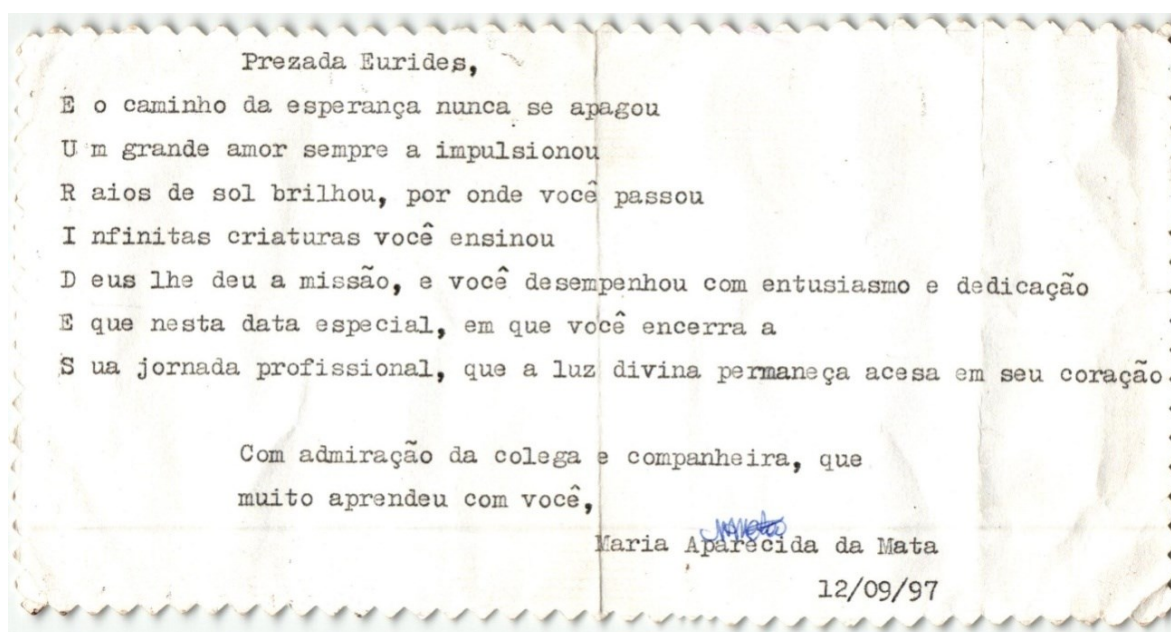 Prezada Eurides,
E o caminho da esperança nunca se apagou
U m grande amor sempre a impulsionou
R aios de sol brilhou, por onde você passou
I nfinitas criaturas você ensinou
D eus lhe deu a missão, e você desempenhou com entusiasmo e dedicação
E que nesta data especial, em que você encerra a
S ua jornada profissional, que a luz divina permaneça acesa em seu coração.
Com admiração da colega e companheira, que
muito aprendeu com você,
Maria Aparecida da Mata
12/09/97